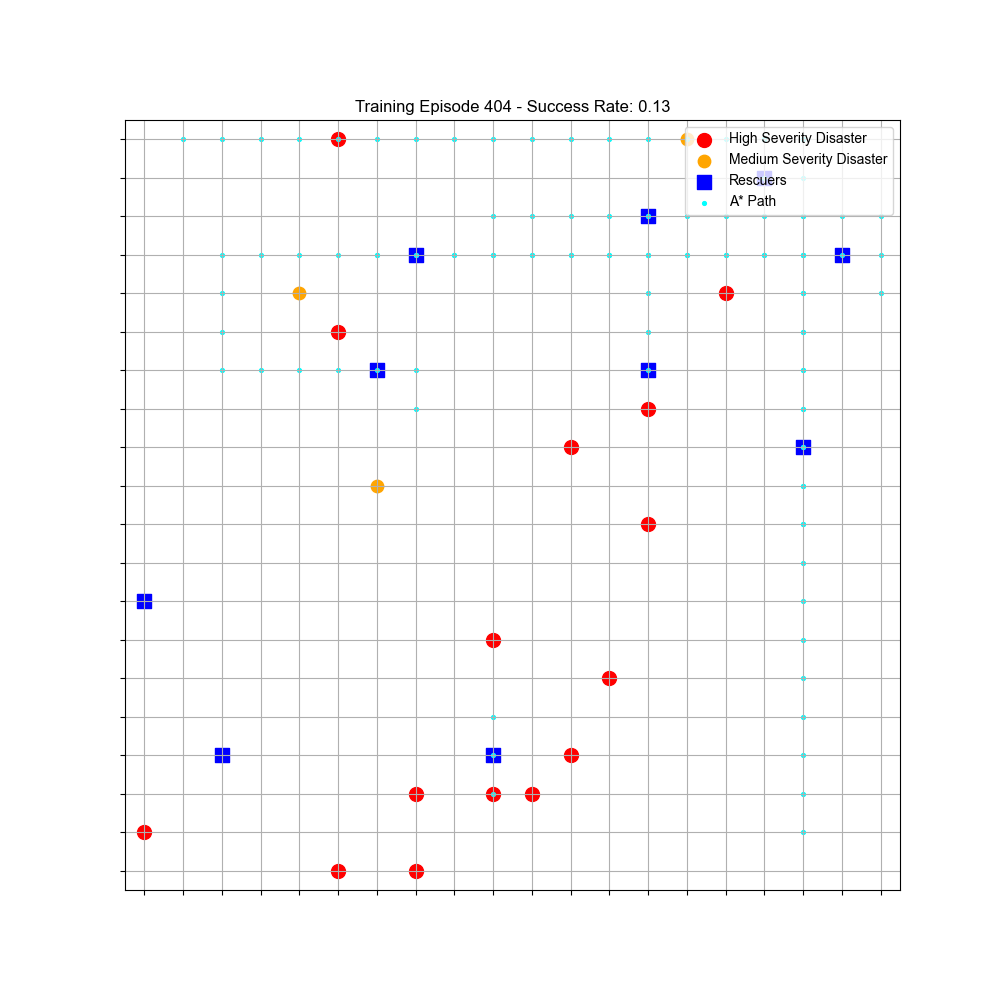 Training Episode 404 - Success Rate: 0.13
High Severity Disaster
Medium Severity Disaster
Rescuers
A* Path